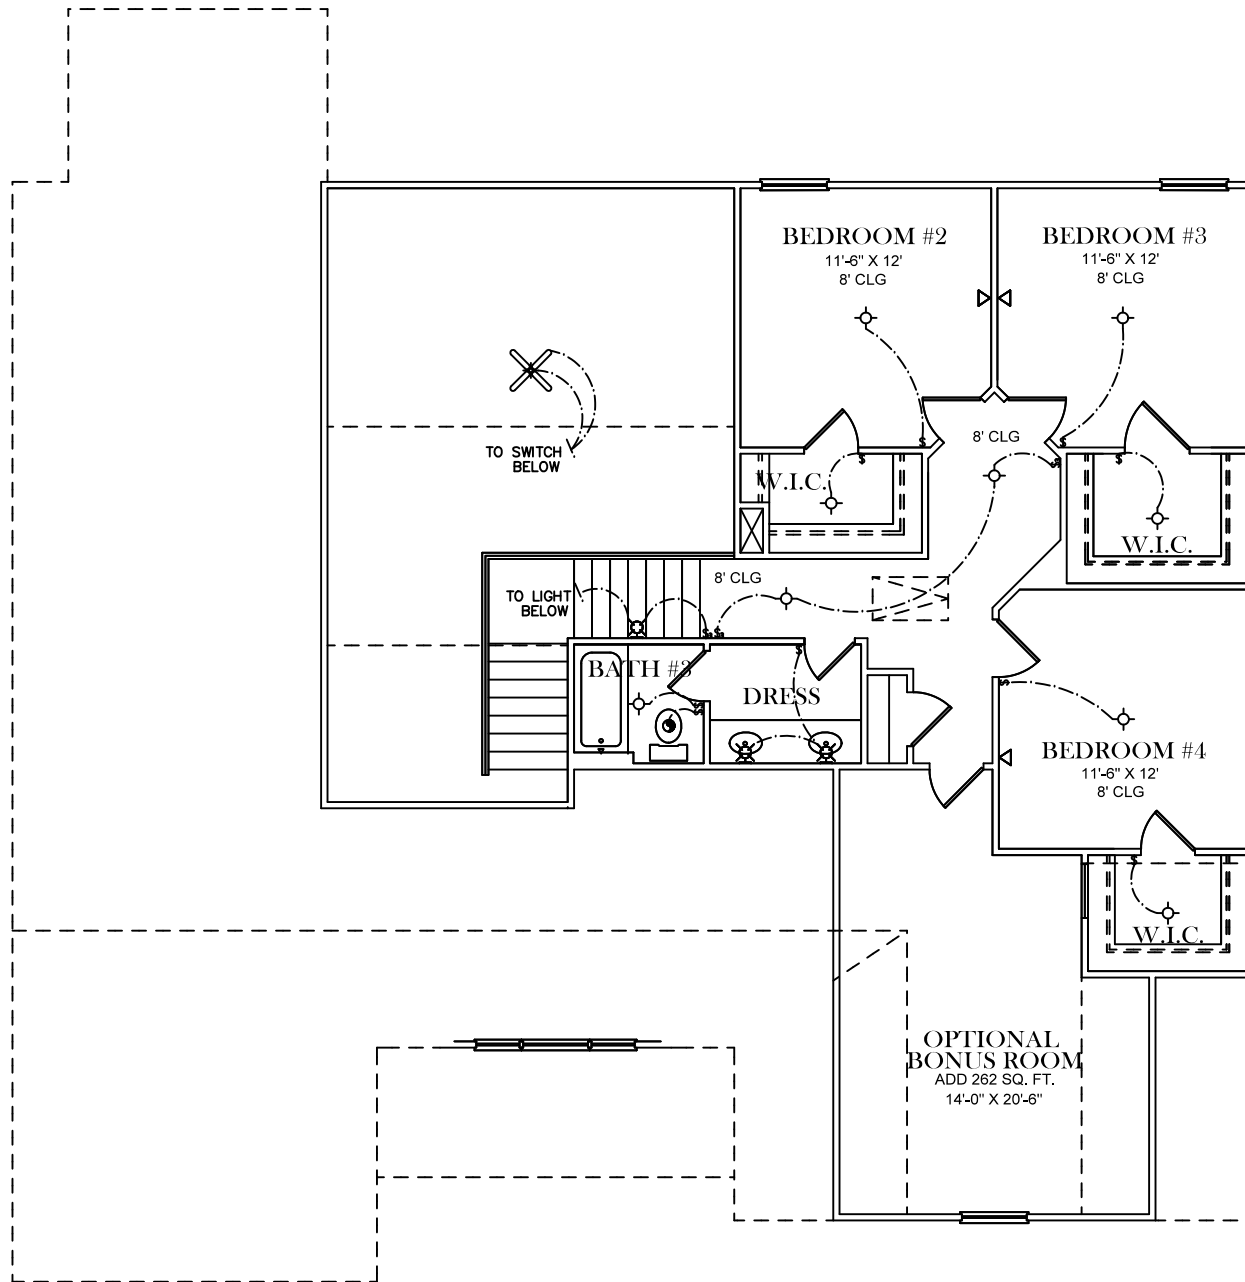 BEDROOM #2
11'-6" X 12'
8' CLG
BEDROOM #3
11'-6" X 12'
8' CLG
TO SWITCH
BELOW
8' CLG
W.I.C.
W.I.C.
8' CLG
TO LIGHT
BELOW
BATH #3
DRESS
BEDROOM #4
11'-6" X 12'
8' CLG
W.I.C.
OPTIONAL
BONUS ROOM
ADD 262 SQ. FT.
14'-0" X 20'-6"